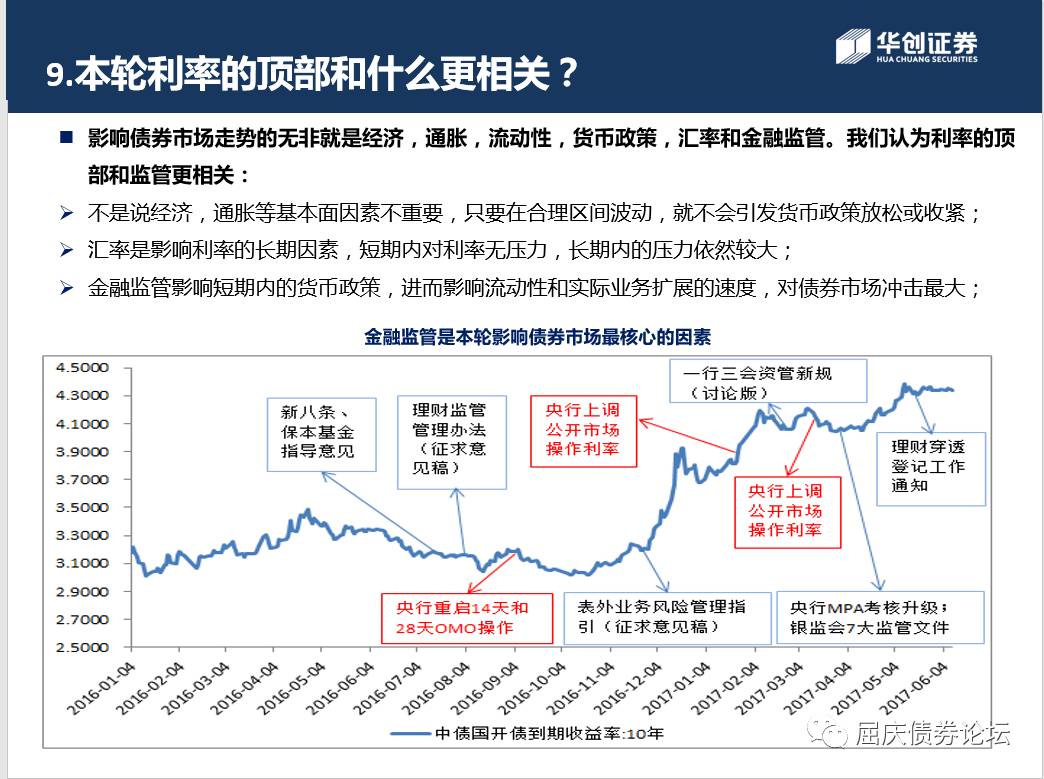 9.本轮利率的顶部和什么更相关？
华创证券
HUA CHUANG SECURITIES
影响债券市场走势的无非就是经济，通胀，流动性，货币政策，汇率和金融监管。我们认为利率的顶
部和监管更相关：
不是说经济，通胀等基本面因素不重要，只要在合理区间波动，就不会引发货币政策放松或收紧；
汇率是影响利率的长期因素，短期内对利率无压力，长期内的压力依然较大；
金融监管影响短期内的货币政策，进而影响流动性和实际业务扩展的速度，对债券市场冲击最大；
金融监管是本轮影响债券市场最核心的因素
4.5000
4.3000
4.1000
3.9000
3.7000
3.5000
3.3000
3.1000
2.9000
2.7000
2.5000
新八条、
保本基金
指导意见
理财监管
管理办法
（征求意
见稿）
央行上调
公开市场
操作利率
一行三会资管新规
（讨论版）
央行上调
公开市场
操作利率
理财穿透
登记工作
通知
央行重启14天和
28天OMO操作
表外业务风险管理指
引（征求意见稿）
央行MPA考核升级；
银监会7大监管文件
2016-01-04
2016-02-04
2016-03-04
2016-04-04
2016-05-04
2016-06-04
2016-07-04
2016-08-04
2016-09-04
2016-10-04
2016-11-04
2016-12-04
2017-01-04
2017-02-04
2017-03-04
2017-04-04
2017-05-04
2017-06-04
中债国开债到期收益率:10年
屈庆债券论坛